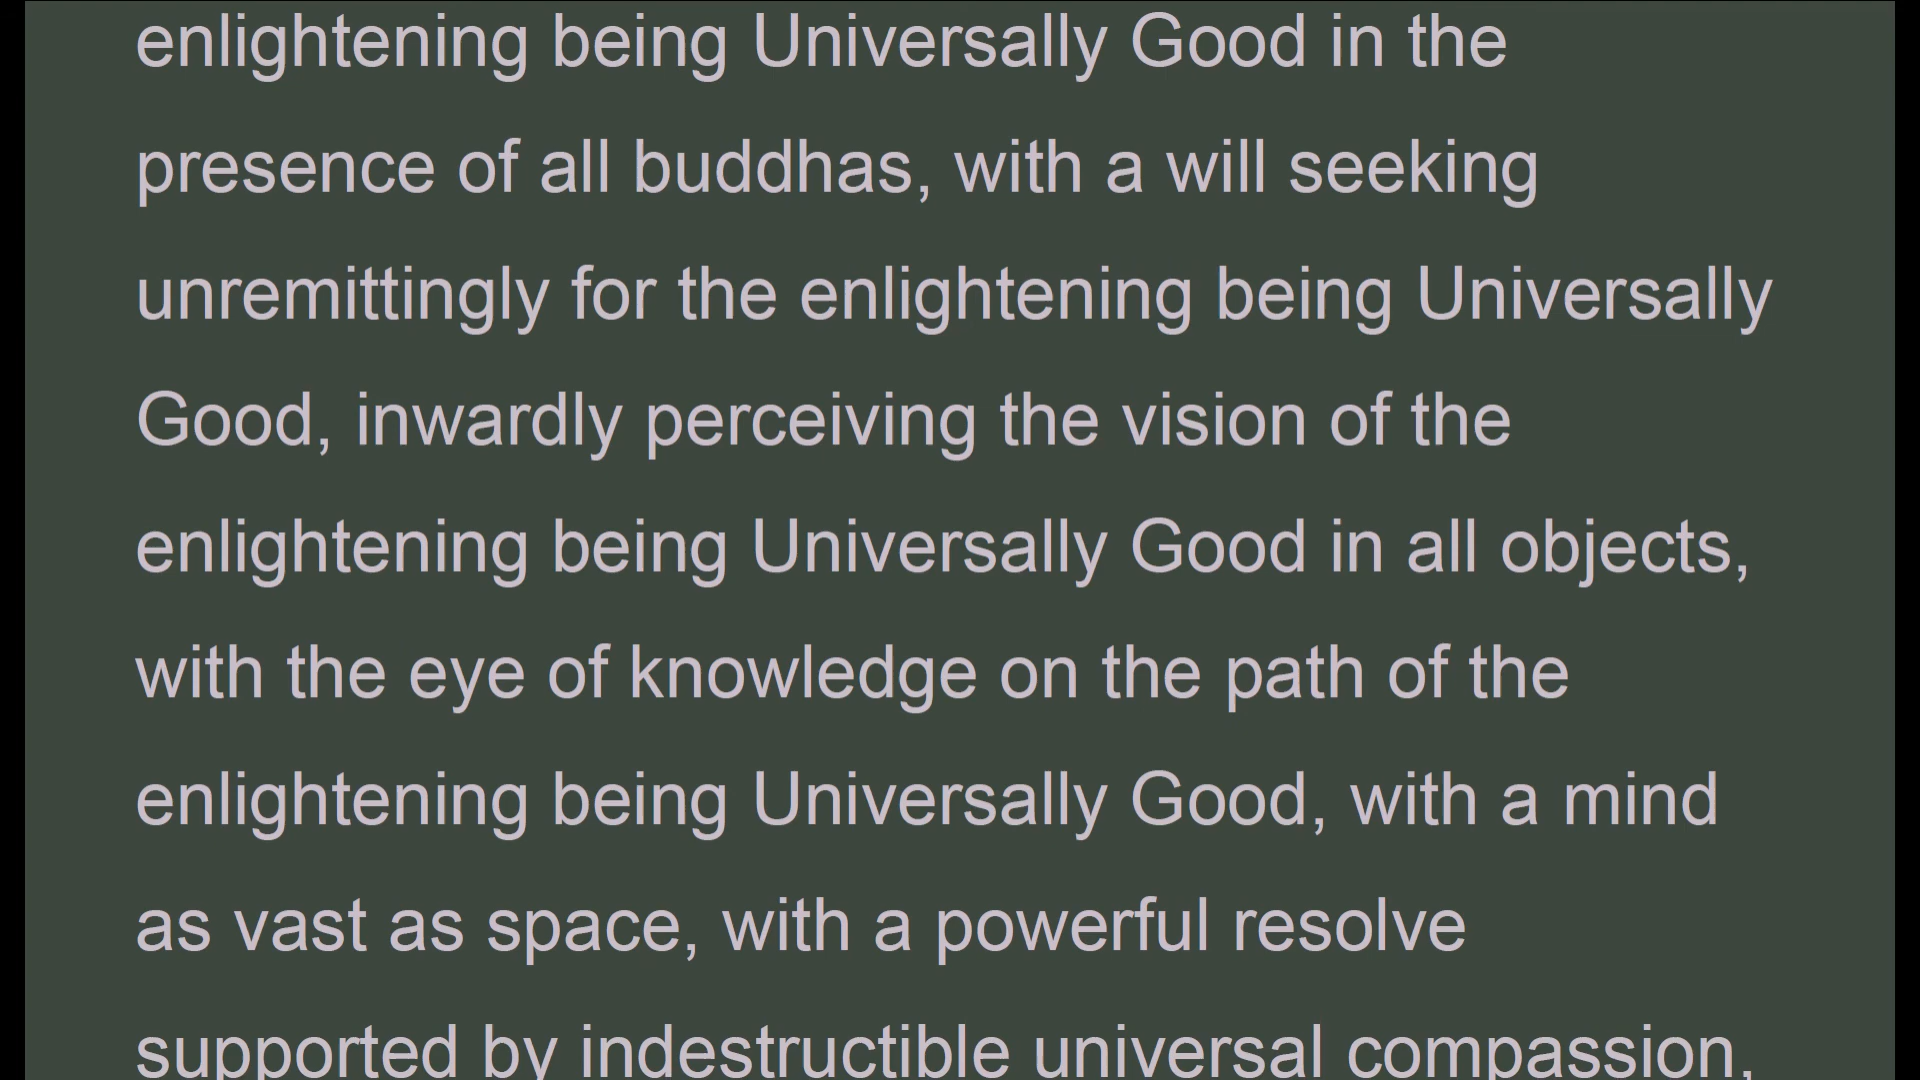 enlightening being Universally Good in the
presence of all buddhas, with a will seeking
unremittingly for the enlightening being Universally
Good, inwardly perceiving the vision of the
enlightening being Universally Good in all objects,
with the eye of knowledge on the path of the
enlightening being Universally Good, with a mind
as vast as space, with a powerful resolve
supported by indestructible universal compassion,